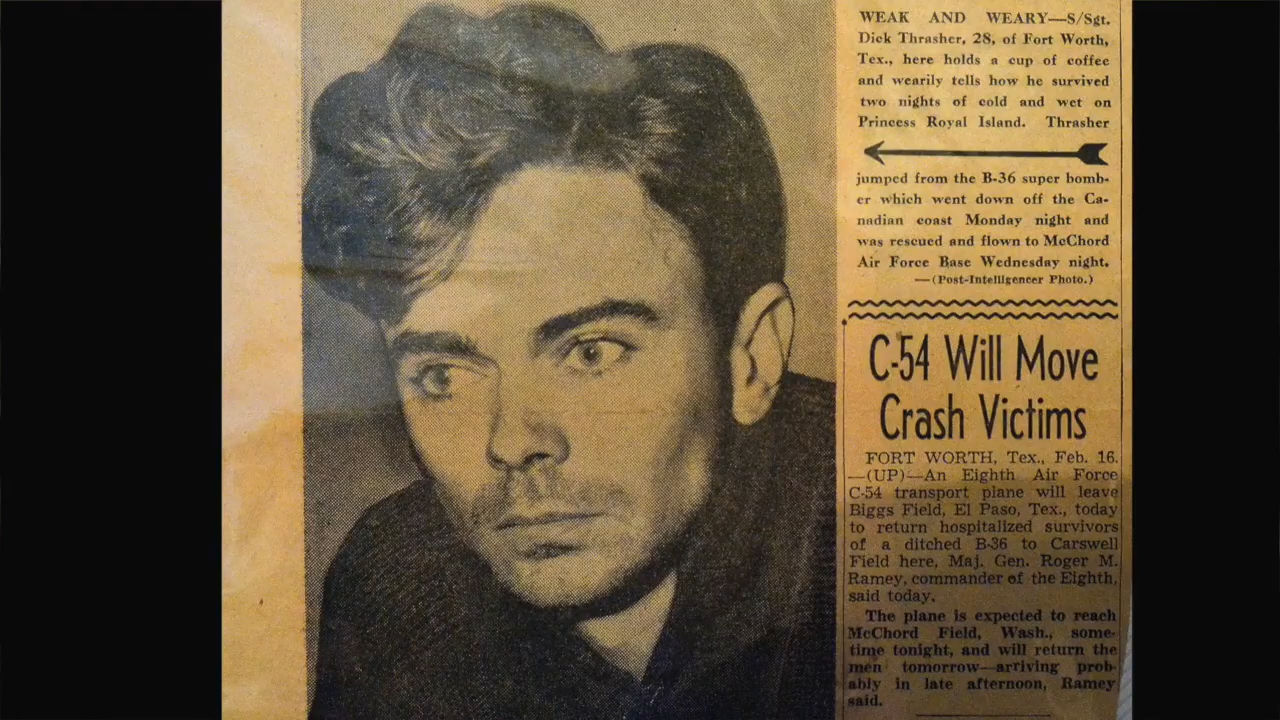 WEAK AND WEARY—S/Sgt.
Dick Thrasher, 28, of Fort Worth,
Tex., here holds a cup of coffee
and wearily tells how he survived
two nights of cold and wet on
Princess Royal Island. Thrasher
jumped from the B-36 super bomb-
er which went down off the Ca-
nadian coast Monday night and
was rescued and flown to McChord
Air Force Base Wednesday night.
—(Post-Intelligencer Photo.)
C-54 Will Move
Crash Victims
FORT WORTH, Tex., Feb. 16.
—(UP)—An Eighth Air Force
C-54 transport plane will leave
Biggs Field, El Paso, Tex., today
to return hospitalized survivors
of a ditched B-36 to Carswell
Field here, Maj. Gen. Roger M.
Ramey, commander of the Eighth,
said today.
The plane is expected to reach
McChord Field, Wash., some-
time tonight, and will return the
men tomorrow—arriving prob-
ably in late afternoon, Ramey
said.